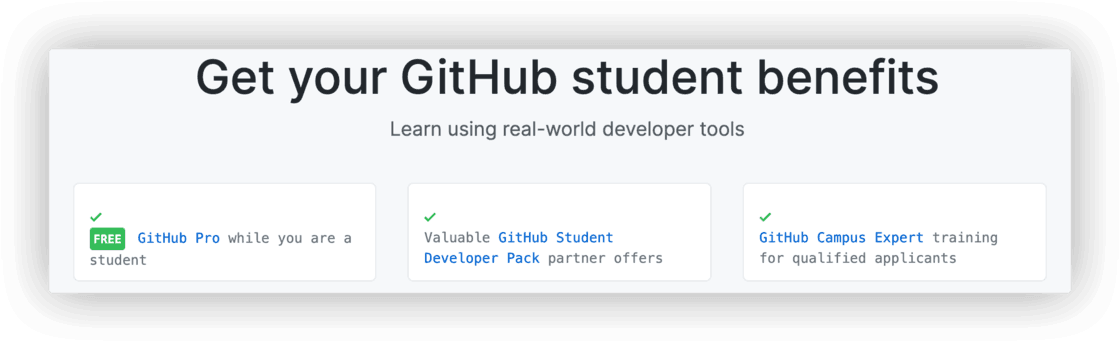 Get your GitHub student benefits
Learn using real-world developer tools
FREE GitHub Pro while you are a
student
Valuable GitHub Student
Developer Pack partner offers
GitHub Campus Expert training
for qualified applicants